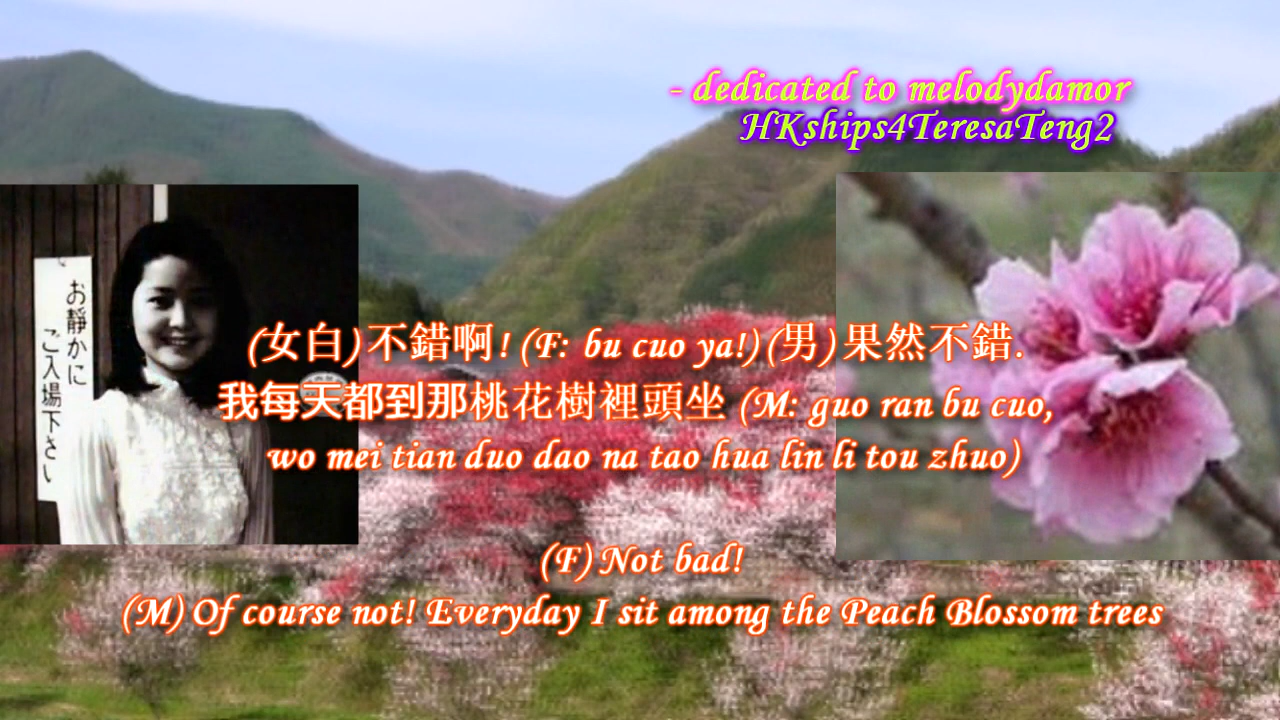 - dedicated to melodydamor
HKships4TeresaTeng2
お靜かに
ご入場下さい
(女白)不錯啊! (F: bu cuo ya!) (男)果然不錯.
我每天都到那桃花樹裡頭坐 (M: guo ran bu cuo,
wo mei tian duo dao na tao hua lin li tou zhuo)
(F) Not bad!
(M) Of course not! Everyday I sit among the Peach Blossom trees